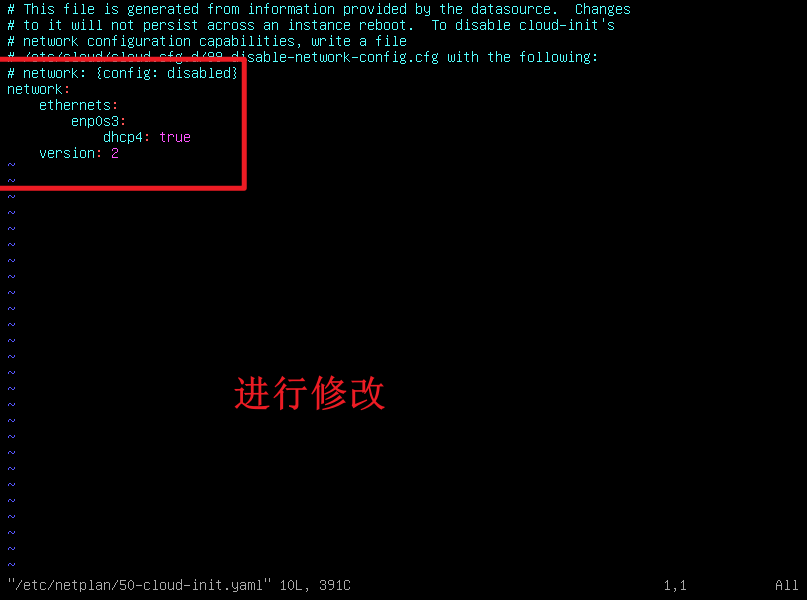 # This file is generated from information provided by the datasource.  Changes
# to it will not persist across an instance reboot.  To disable cloud-init's
# network configuration capabilities, write a file
# /etc/cloud/cloud.cfg.d/99-disable-network-config.cfg with the following:
# network: {config: disabled}
network:
    ethernets:
        enp0s3:
            dhcp4: true
    version: 2
~
~
~
~
~
~
~
~
~
~
~
~
~
~
进行修改
~
~
~
~
~
~
~
~
~
~
~
~
"/etc/netplan/50-cloud-init.yaml" 10L, 391C 1,1 All